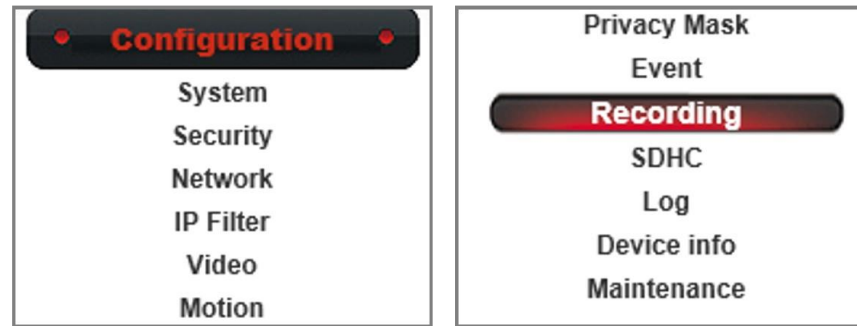 Configuration
System
Security
Network
IP Filter
Video
Motion
Privacy Mask
Event
Recording
SDHC
Log
Device info
Maintenance